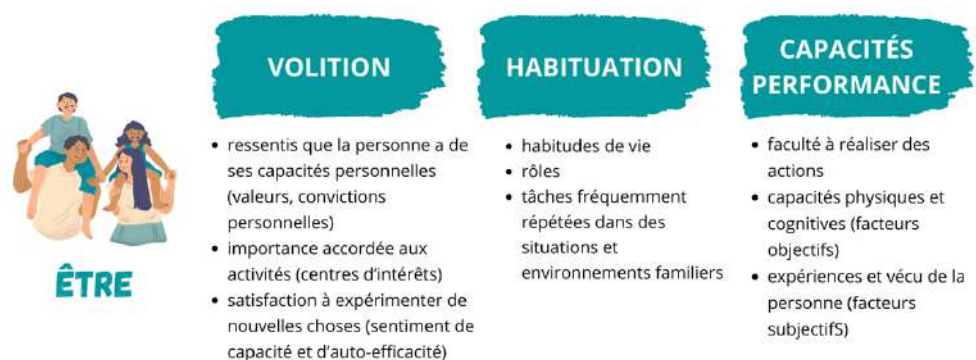 ÊTRE
VOLITION
• ressentis que la personne a de
ses capacités personnelles
(valeurs, convictions
personnelles)
• importance accordée aux
activités (centres d'intérêts)
• satisfaction à expérimenter de
nouvelles choses (sentiment de
capacité et d'auto-efficacité)
HABITUATION
• habitudes de vie
• rôles
• tâches fréquemment
répétées dans des
situations et
environnements familiers
CAPACITÉS
PERFORMANCE
• faculté à réaliser des
actions
• capacités physiques et
cognitives (facteurs
objectifs)
• expériences et vécu de la
personne (facteurs
subjectifS)